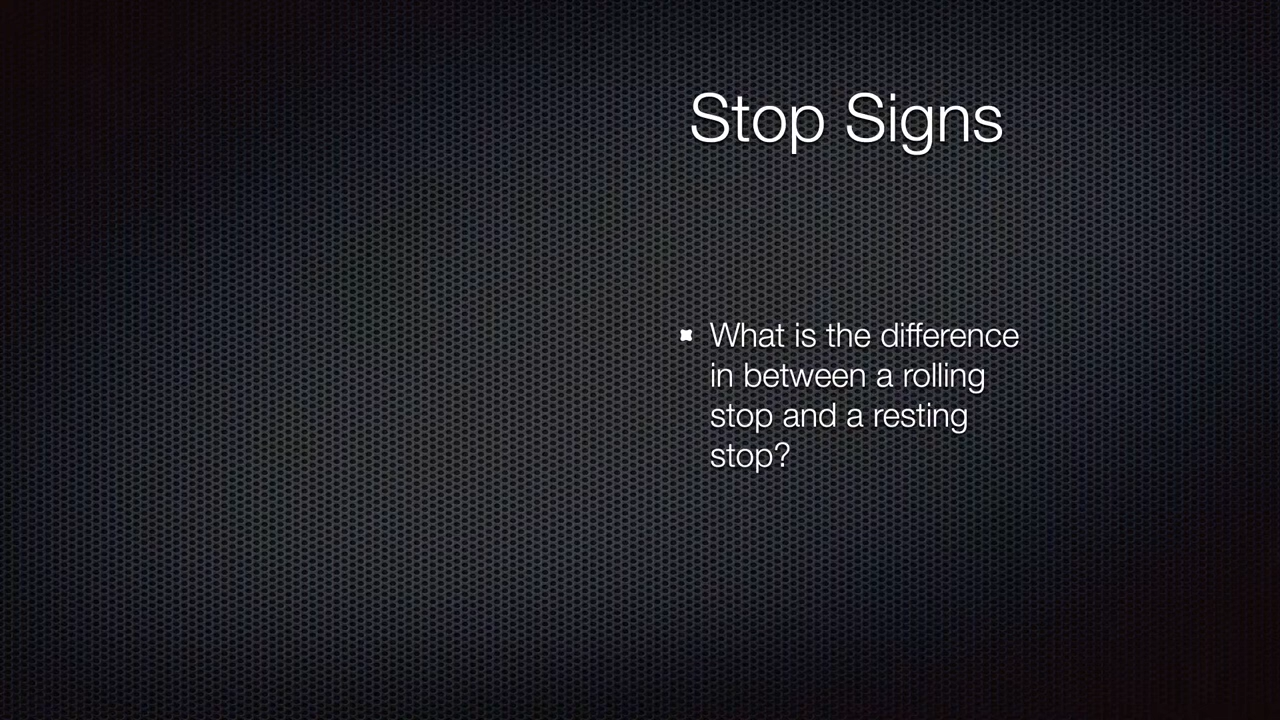 Stop Signs
What is the difference
in between a rolling
stop and a resting
stop?